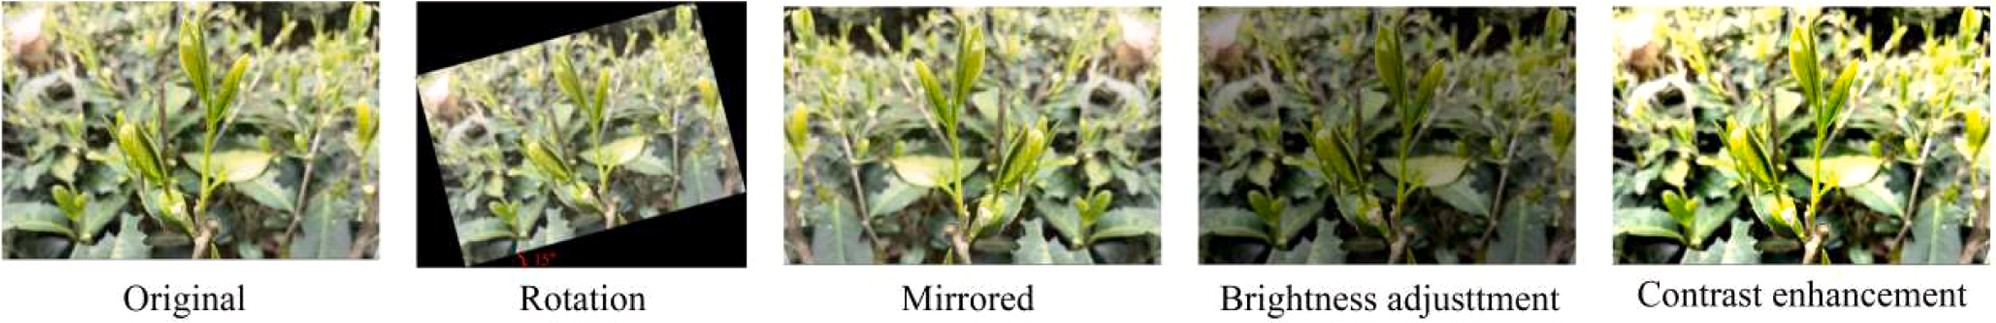 15°
Original
Rotation
Mirrored
Brightness adjusttment
Contrast enhancement